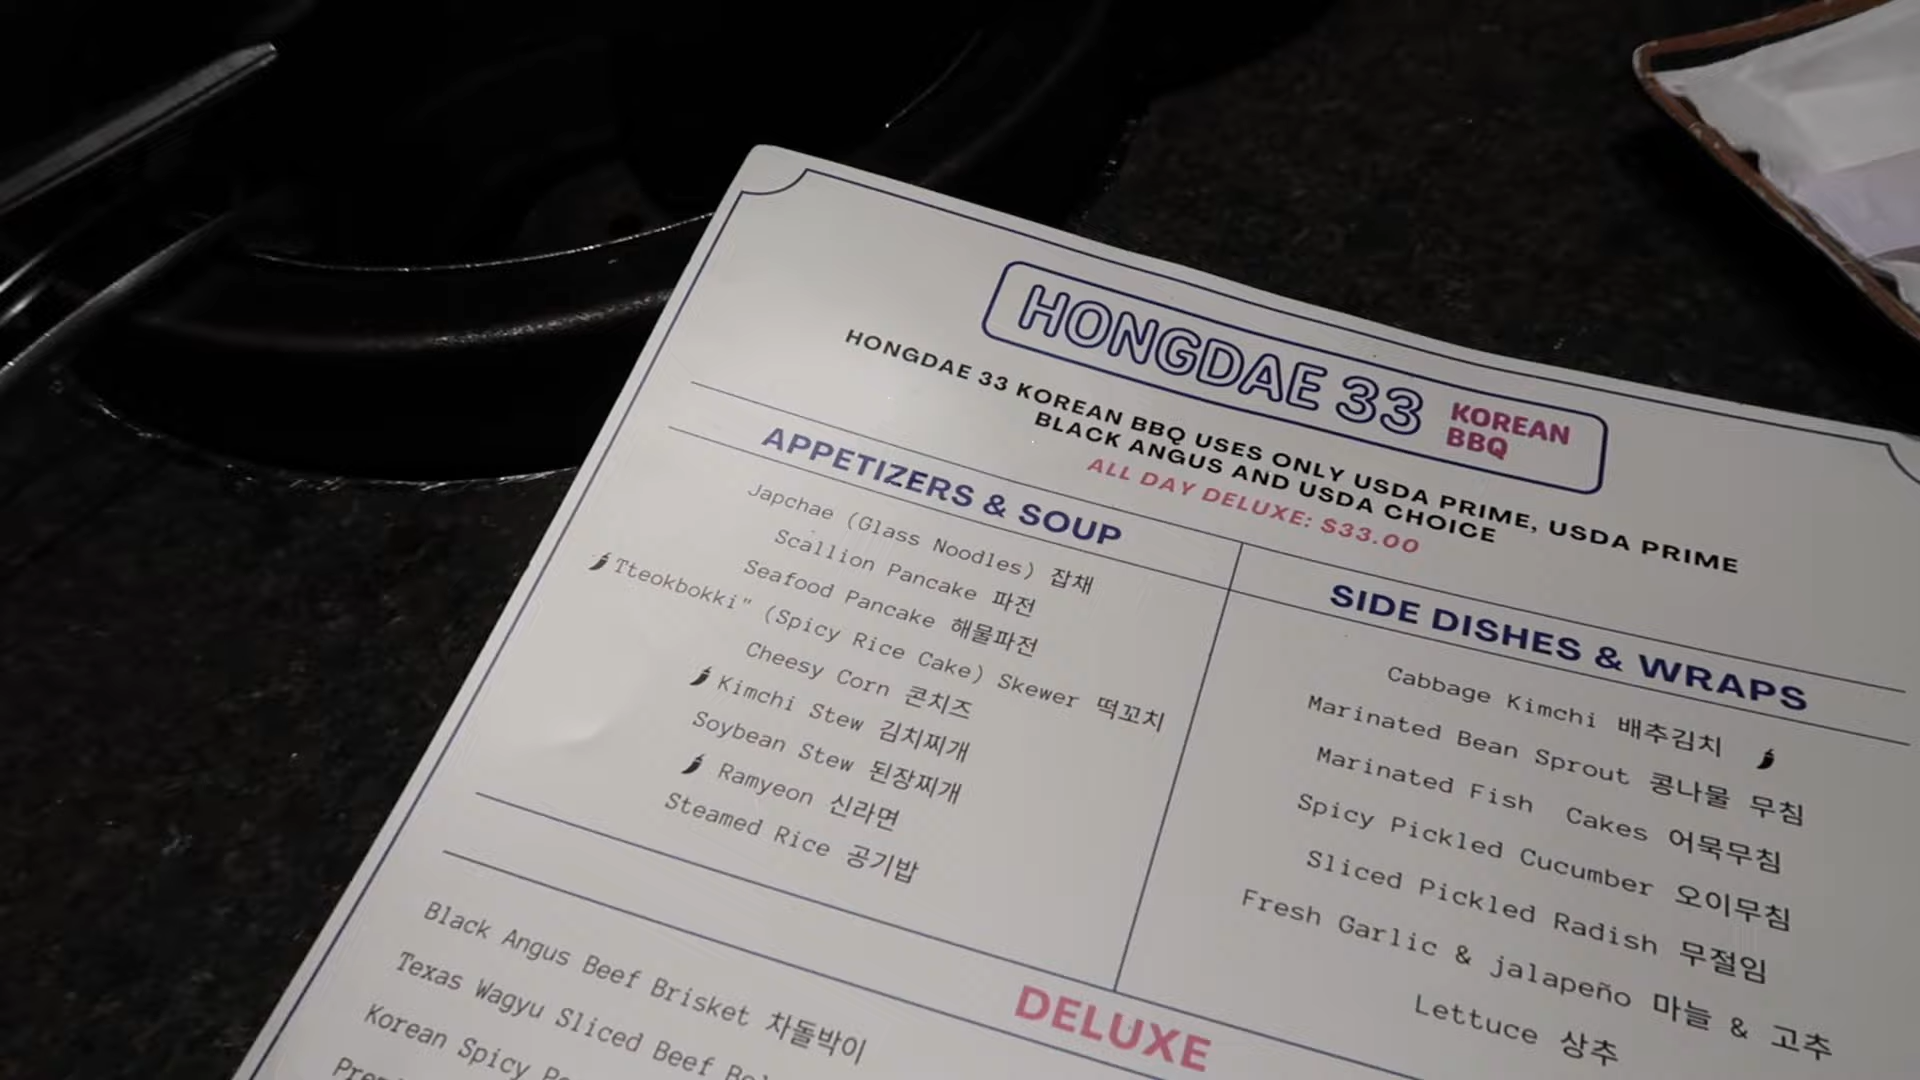 HONGDAE 33 KOREAN BBQ
HONGDAE 33 KOREAN BBQ USES ONLY USDA PRIME, USDA PRIME
BLACK ANGUS AND USDA CHOICE
ALL DAY DELUXE: $33.00
APPETIZERS & SOUP
Japchae (Glass Noodles) 잡채
Scallion Pancake 파전
Seafood Pancake 해물파전
Tteokbokki" (Spicy Rice Cake) Skewer 떡꼬치
Cheesy Corn 콘치즈
Kimchi Stew 김치찌개
Soybean Stew 된장찌개
Ramyeon 신라면
Steamed Rice 공기밥
SIDE DISHES & WRAPS
Cabbage Kimchi 배추김치
Marinated Bean Sprout 콩나물 무침
Marinated Fish Cakes 어묵무침
Spicy Pickled Cucumber 오이무침
Sliced Pickled Radish 무절임
Fresh Garlic & jalapeño 마늘 & 고추
Lettuce 상추
DELUXE
Black Angus Beef Brisket 차돌박이
Texas Wagyu Sliced Beef
Korean Spicy